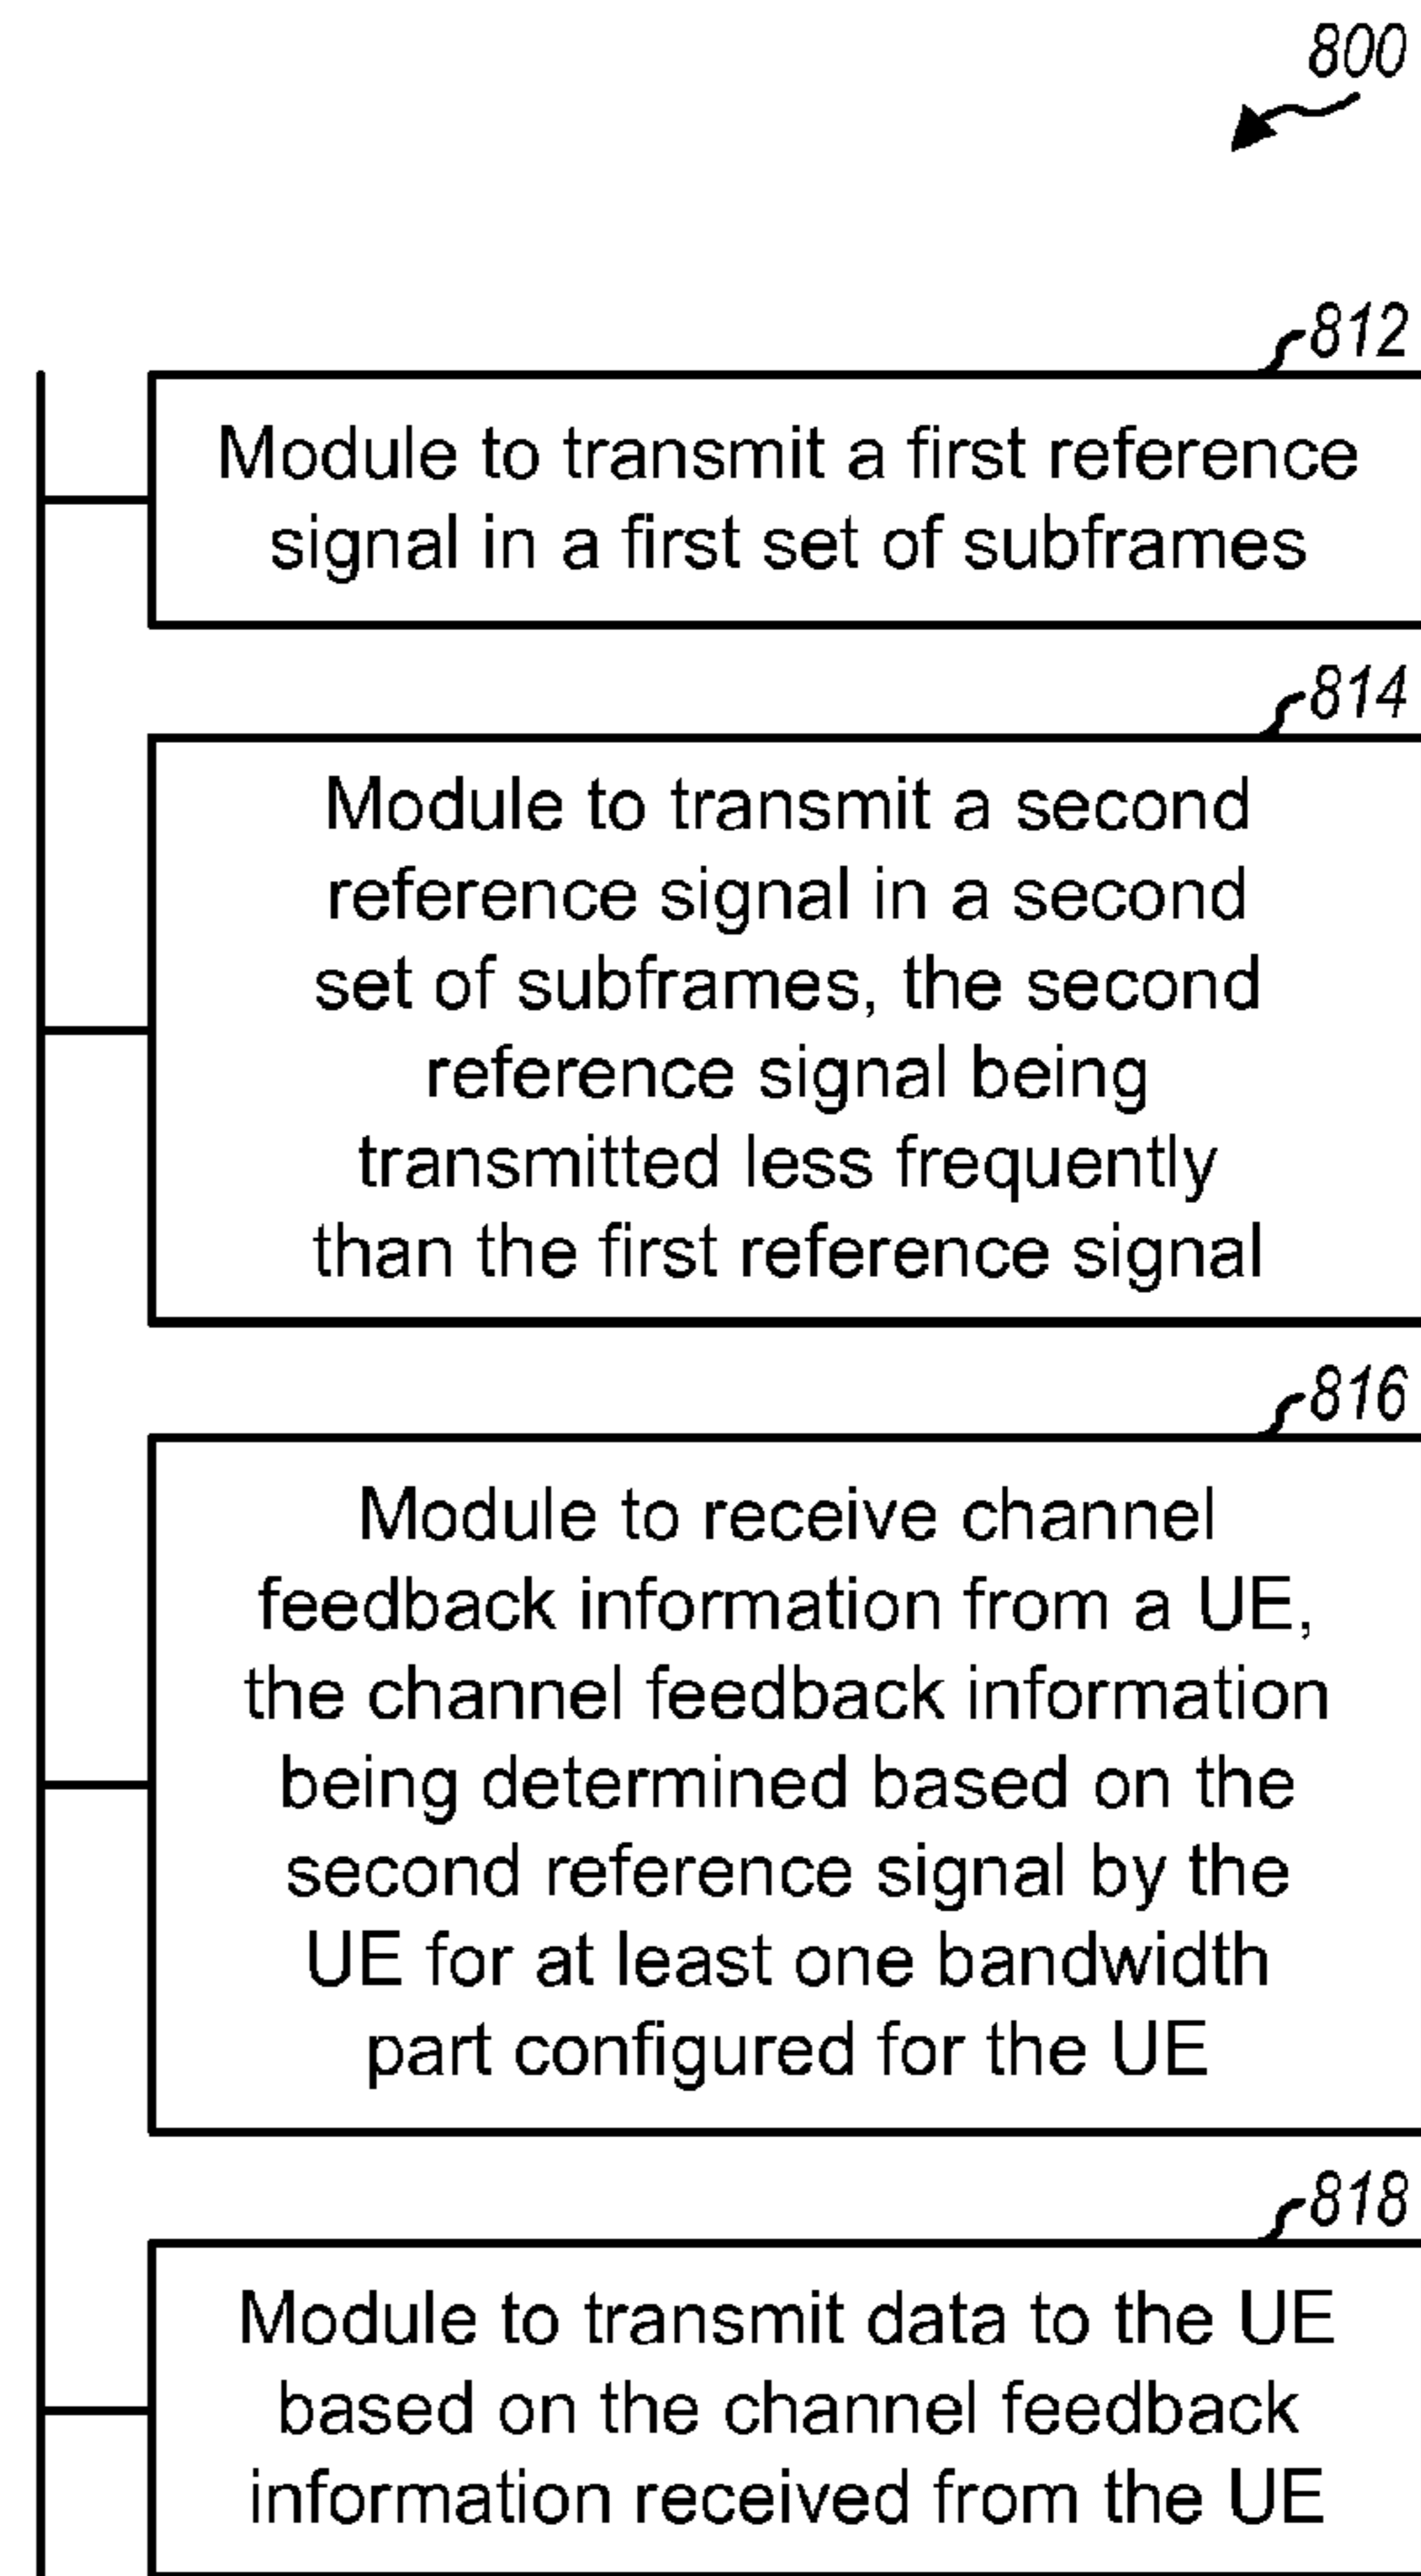 800
812
Module to transmit a first reference
signal in a first set of subframes
814
Module to transmit a second
reference signal in a second
set of subframes, the second
reference signal being
transmitted less frequently
than the first reference signal
816
Module to receive channel
feedback information from a UE,
the channel feedback information
being determined based on the
second reference signal by the
UE for at least one bandwidth
part configured for the UE
818
Module to transmit data to the UE
based on the channel feedback
information received from the UE